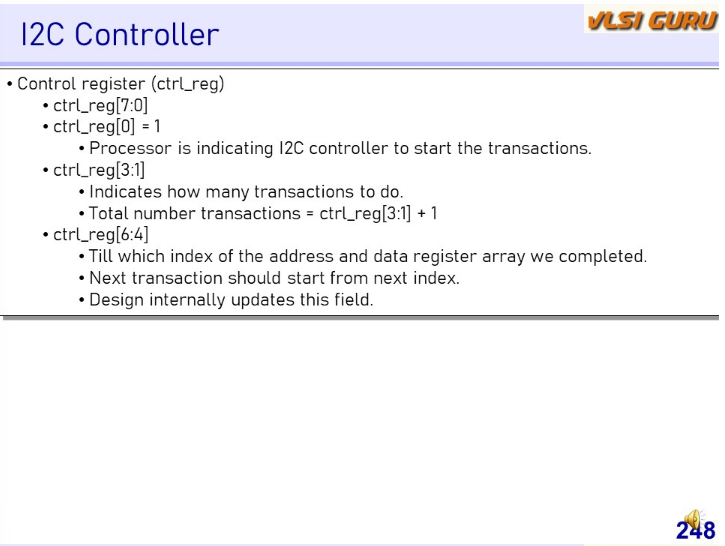 I2C Controller
VLSI GURU
• Control register (ctrl_reg)
• ctrl_reg[7:0]
• ctrl_reg[0] = 1
• Processor is indicating I2C controller to start the transactions.
• ctrl_reg[3:1]
• Indicates how many transactions to do.
• Total number transactions = ctrl_reg[3:1] + 1
• ctrl_reg[6:4]
• Till which index of the address and data register array we completed.
• Next transaction should start from next index.
• Design internally updates this field.
248